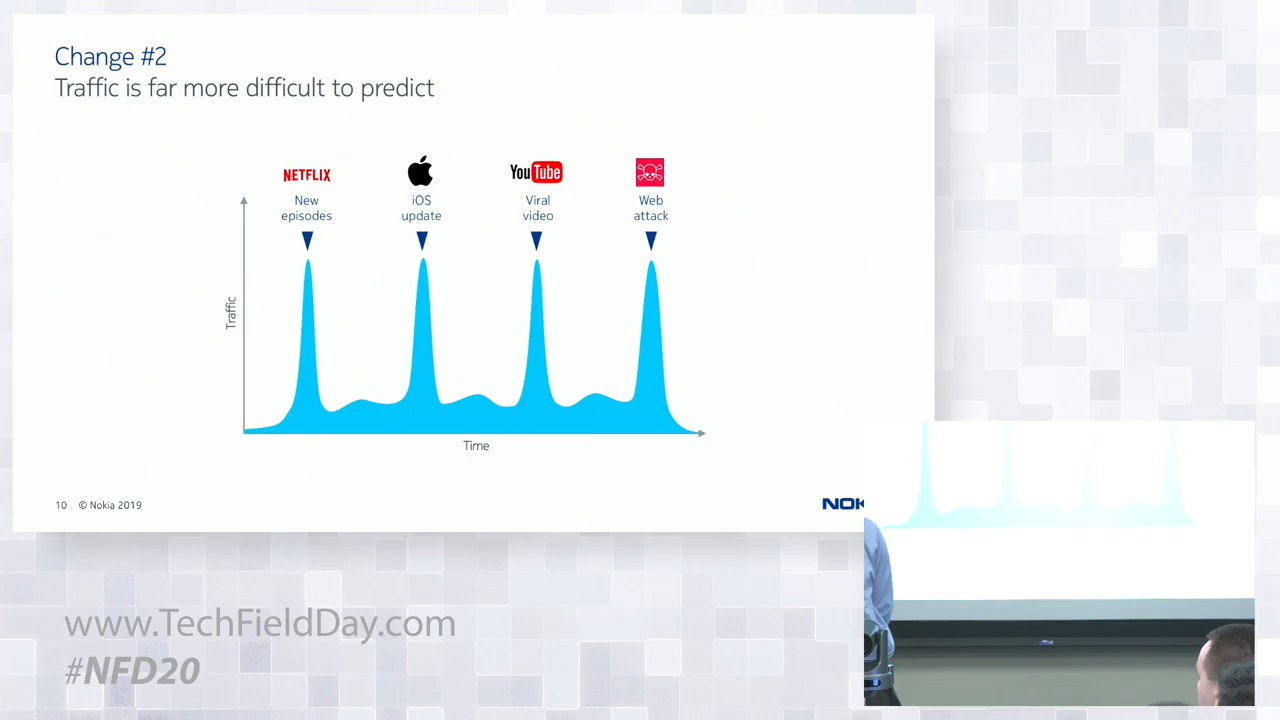 Change #2
Traffic is far more difficult to predict
NETFLIX
New
episodes
iOS
update
YouTube
Viral
video
Web
attack
Traffic
Time
10 © Nokia 2019
NOK
www.TechFieldDay.com
#NFD20